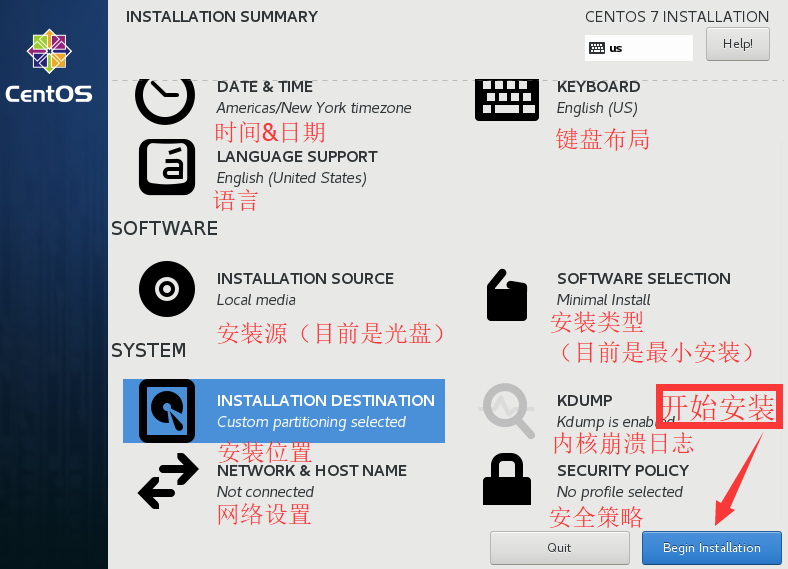 INSTALLATION SUMMARY
CENTOS 7 INSTALLATION
us
Help!
CentOS
DATE & TIME
Americas/New York timezone
时间&日期
KEYBOARD
English (US)
键盘布局
LANGUAGE SUPPORT
English (United States)
语言
SOFTWARE
INSTALLATION SOURCE
Local media
安装源（目前是光盘）
SOFTWARE SELECTION
Minimal Install
安装类型
（目前是最小安装）
SYSTEM
INSTALLATION DESTINATION
Custom partitioning selected
安装位置
KDUMP
Kdump is enabled
开始安装
内核崩溃日志
NETWORK & HOST NAME
Not connected
网络设置
SECURITY POLICY
No profile selected
安全策略
Quit
Begin Installation